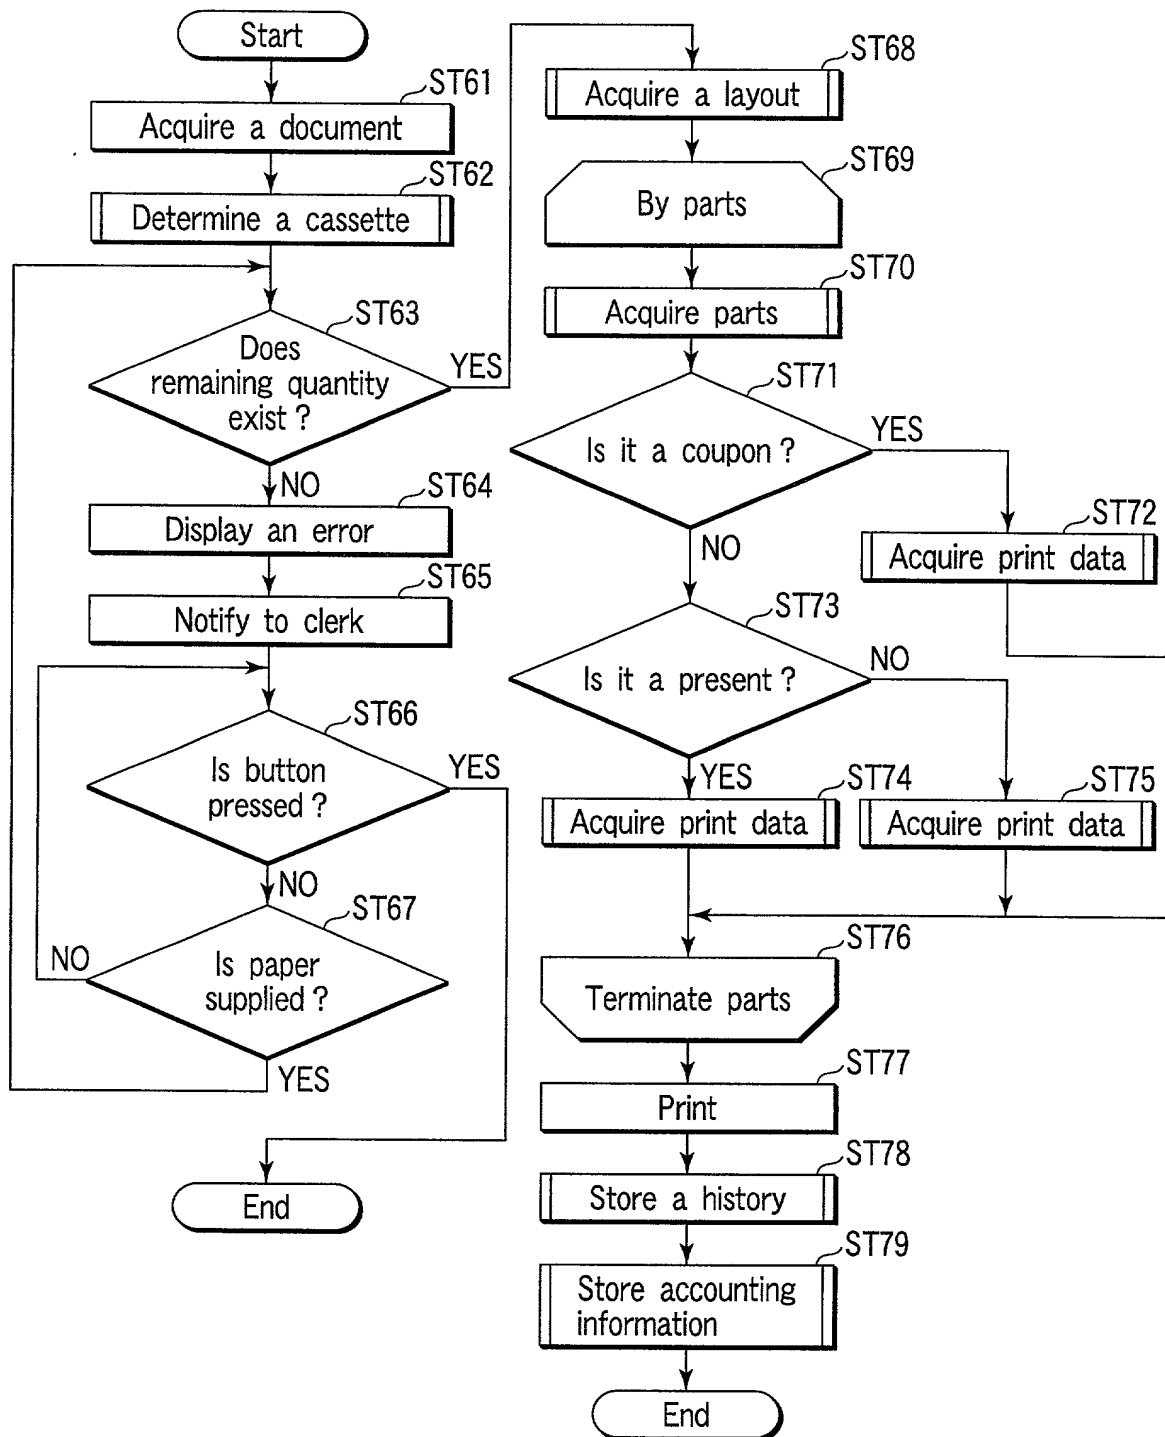 Start
ST61
Acquire a document
ST62
Determine a cassette
ST63
Does
remaining quantity
exist ?
YES
NO
ST64
Display an error
ST65
Notify to clerk
ST66
Is button
pressed ?
YES
NO
ST67
Is paper
supplied ?
NO
YES
End
ST68
Acquire a layout
ST69
By parts
ST70
Acquire parts
ST71
Is it a coupon ?
YES
NO
ST72
Acquire print data
ST73
Is it a present ?
NO
YES
ST74
Acquire print data
ST75
Acquire print data
ST76
Terminate parts
ST77
Print
ST78
Store a history
ST79
Store accounting
information
End